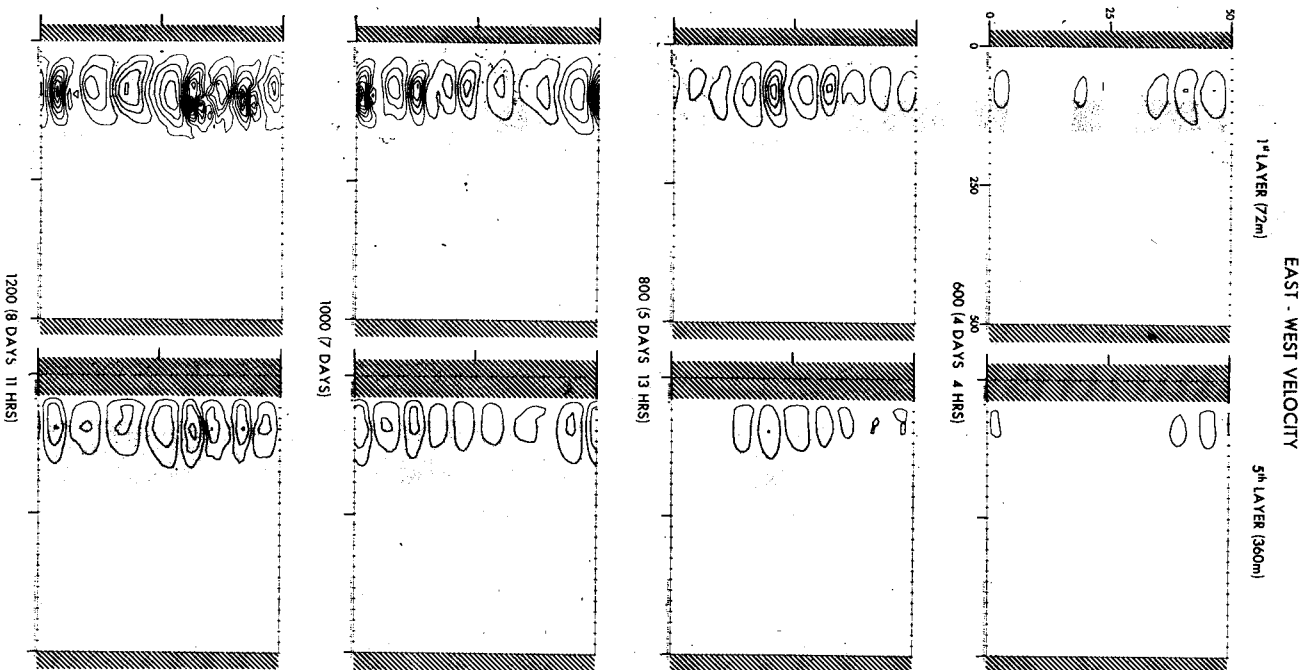 EAST - WEST VELOCITY
1st LAYER (72m)
5th LAYER (360m)
50
25
0
0
250
500
600 (4 DAYS 4 HRS)
800 (5 DAYS 13 HRS)
1000 (7 DAYS)
1200 (8 DAYS 11 HRS)